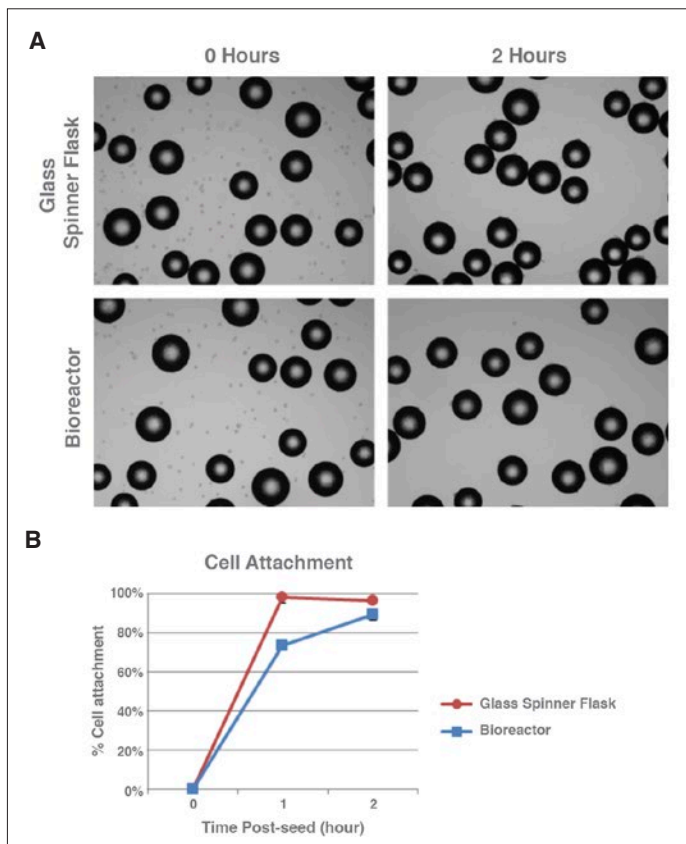 A
0 Hours
2 Hours
Glass
Spinner Flask
Bioreactor
B
Cell Attachment
% Cell attachment
100%
80%
60%
40%
20%
0%
0
1
2
Time Post-seed (hour)
Glass Spinner Flask
Bioreactor